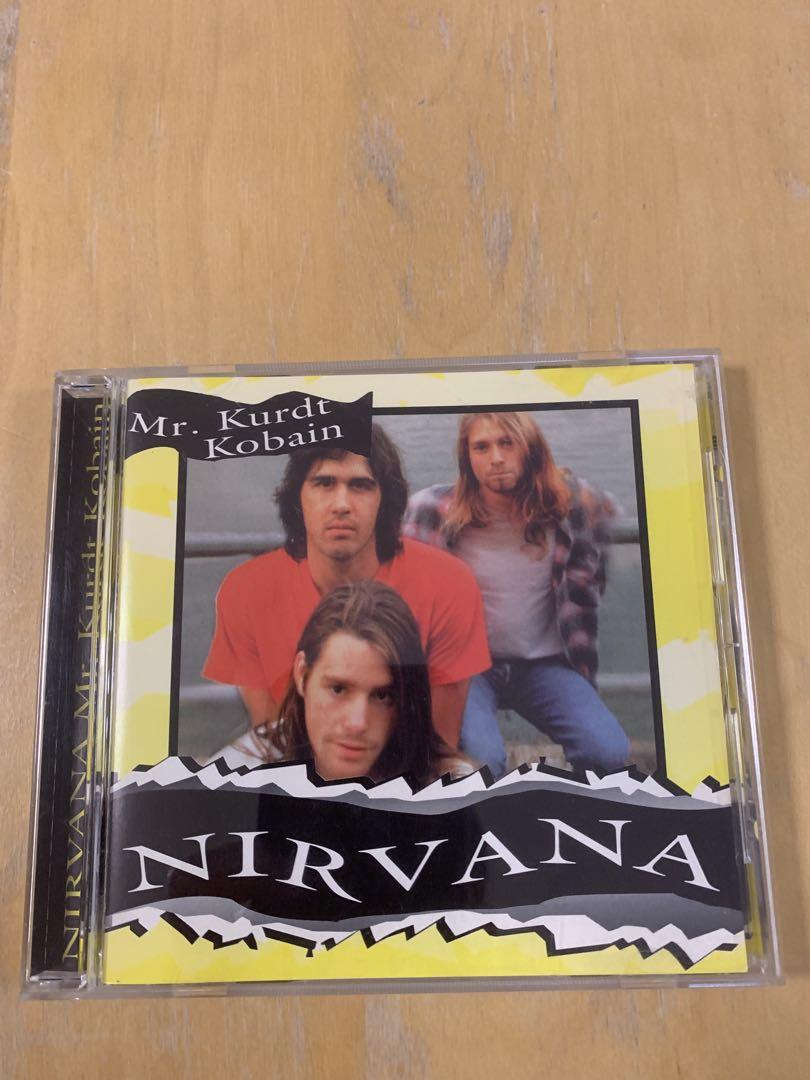 Mr. Kurdt
Kobain
NIRVANA
NIRVANA Mr. Kurdt Kobain